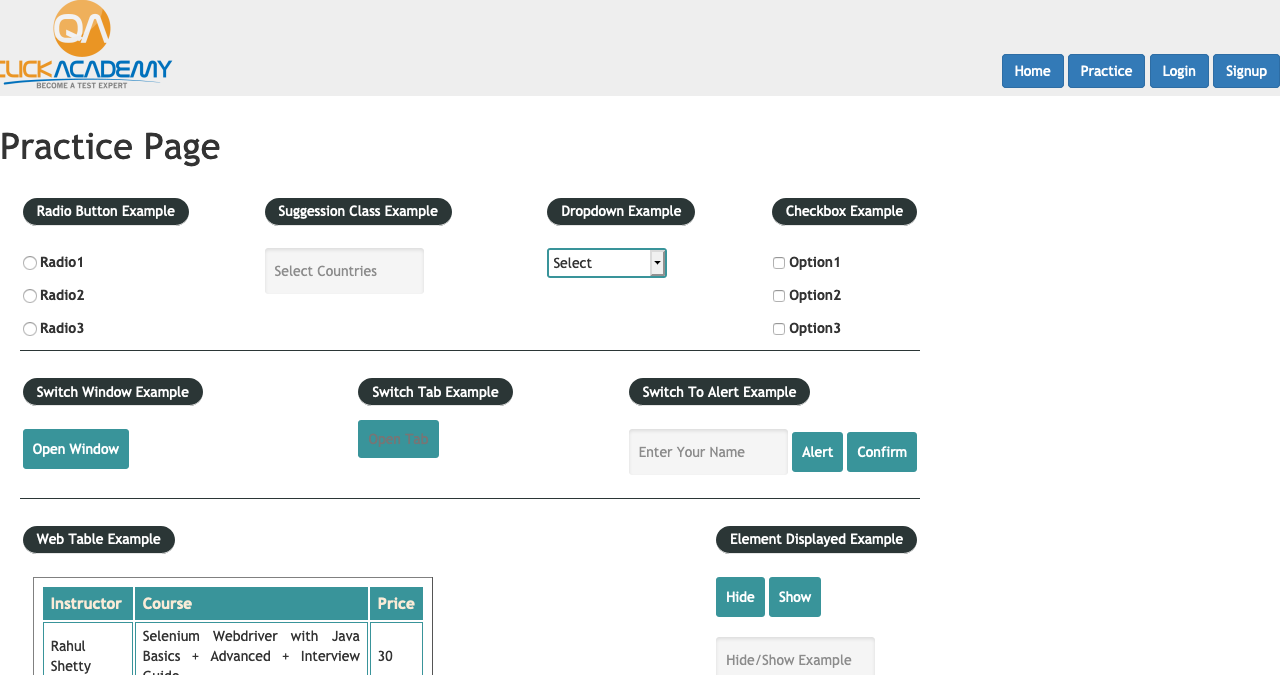 QA
CLICKACADEMY
BECOME A TEST EXPERT
Home Practice Login Signup
Practice Page
Radio Button Example Suggession Class Example Dropdown Example Checkbox Example
Radio1 Select Countries Select Option1
Radio2 Option2
Radio3 Option3
Switch Window Example Switch Tab Example Switch To Alert Example
Open Window Open Tab Enter Your Name Alert Confirm
Web Table Example Element Displayed Example
Hide Show
Instructor Course Price
Rahul Shetty
Selenium Webdriver with Java
Basics + Advanced + Interview
Guide
30
Hide/Show Example